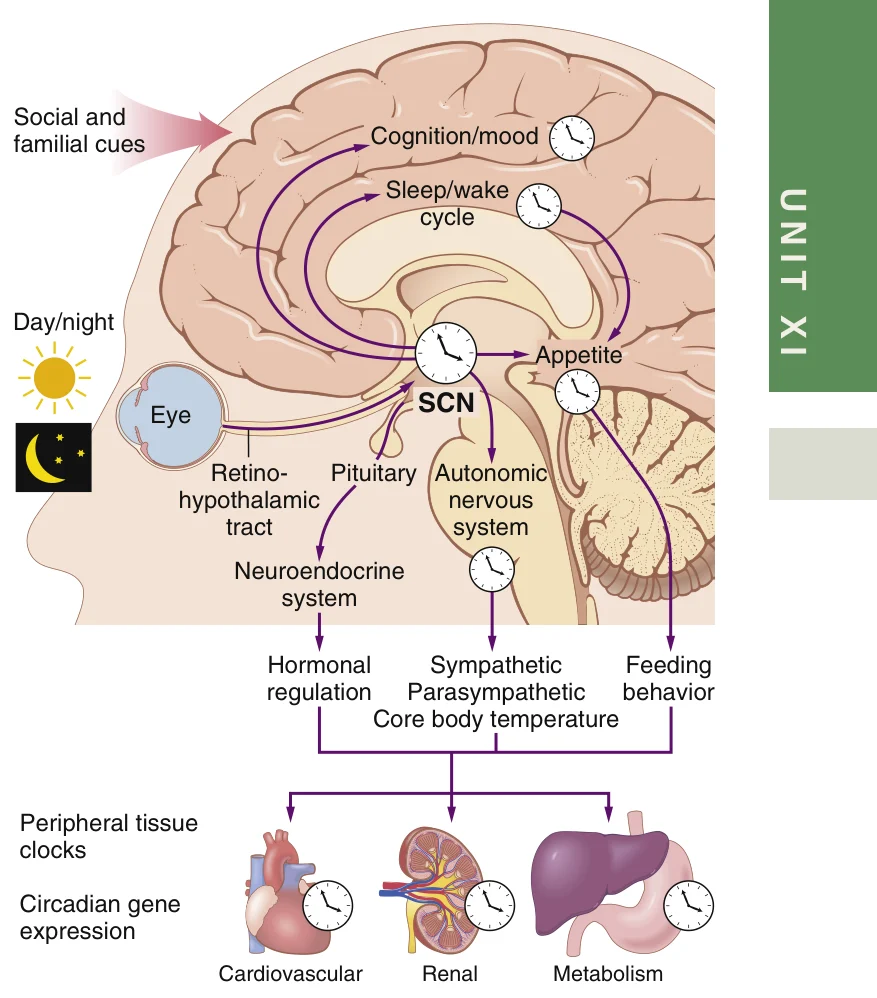 Social and
familial cues
Cognition/mood
Sleep/wake
cycle
UNIT XI
Day/night
Appetite
SCN
Eye
Retino-
hypothalamic
tract
Pituitary
Autonomic
nervous
system
Neuroendocrine
system
Hormonal
regulation
Sympathetic
Parasympathetic
Core body temperature
Feeding
behavior
Peripheral tissue
clocks
Circadian gene
expression
Cardiovascular
Renal
Metabolism